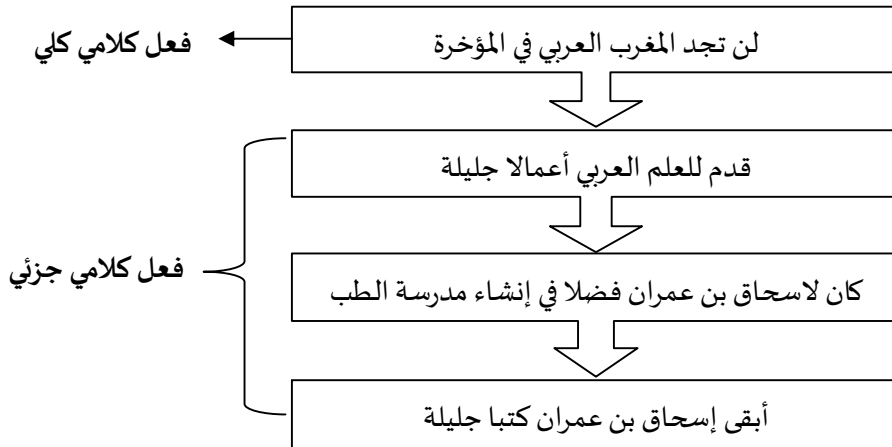 لن تجد المغرب العربي في المؤخرة
فعل كلامي كلي
قدم للعلم العربي أعمالا جليلة
كان لاسحاق بن عمران فضلا في إنشاء مدرسة الطب
فعل كلامي جزئي
أبقى إسحاق بن عمران كتبا جليلة